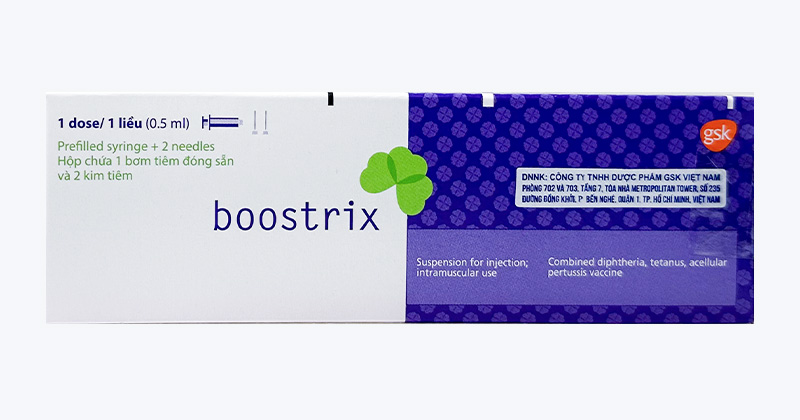 1 dose/ 1 liều (0.5 ml)
Prefilled syringe + 2 needles
Hộp chứa 1 bơm tiêm đóng sẵn
và 2 kim tiêm
boostrix
gsk
DNNK: CÔNG TY TNHH DƯỢC PHẨM GSK VIỆT NAM
PHÒNG 702 VÀ 703, TẦNG 7, TÒA NHÀ METROPOLITAN TOWER, SỐ 235
ĐƯỜNG ĐỒNG KHỞI, P. BẾN NGHÉ, QUẬN 1, TP. HỒ CHÍ MINH, VIỆT NAM
Suspension for injection;
intramuscular use
Combined diphtheria, tetanus, acellular
pertussis vaccine